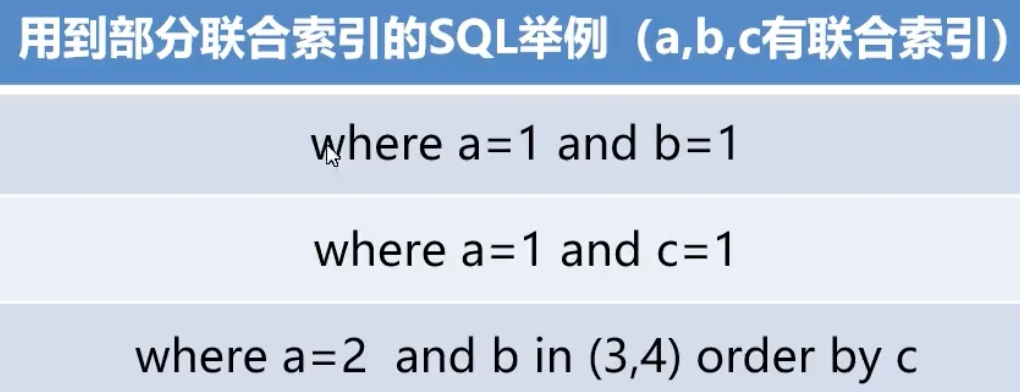 用到部分联合索引的SQL举例（a,b,c有联合索引）
where a=1 and b=1
where a=1 and c=1
where a=2 and b in (3,4) order by c